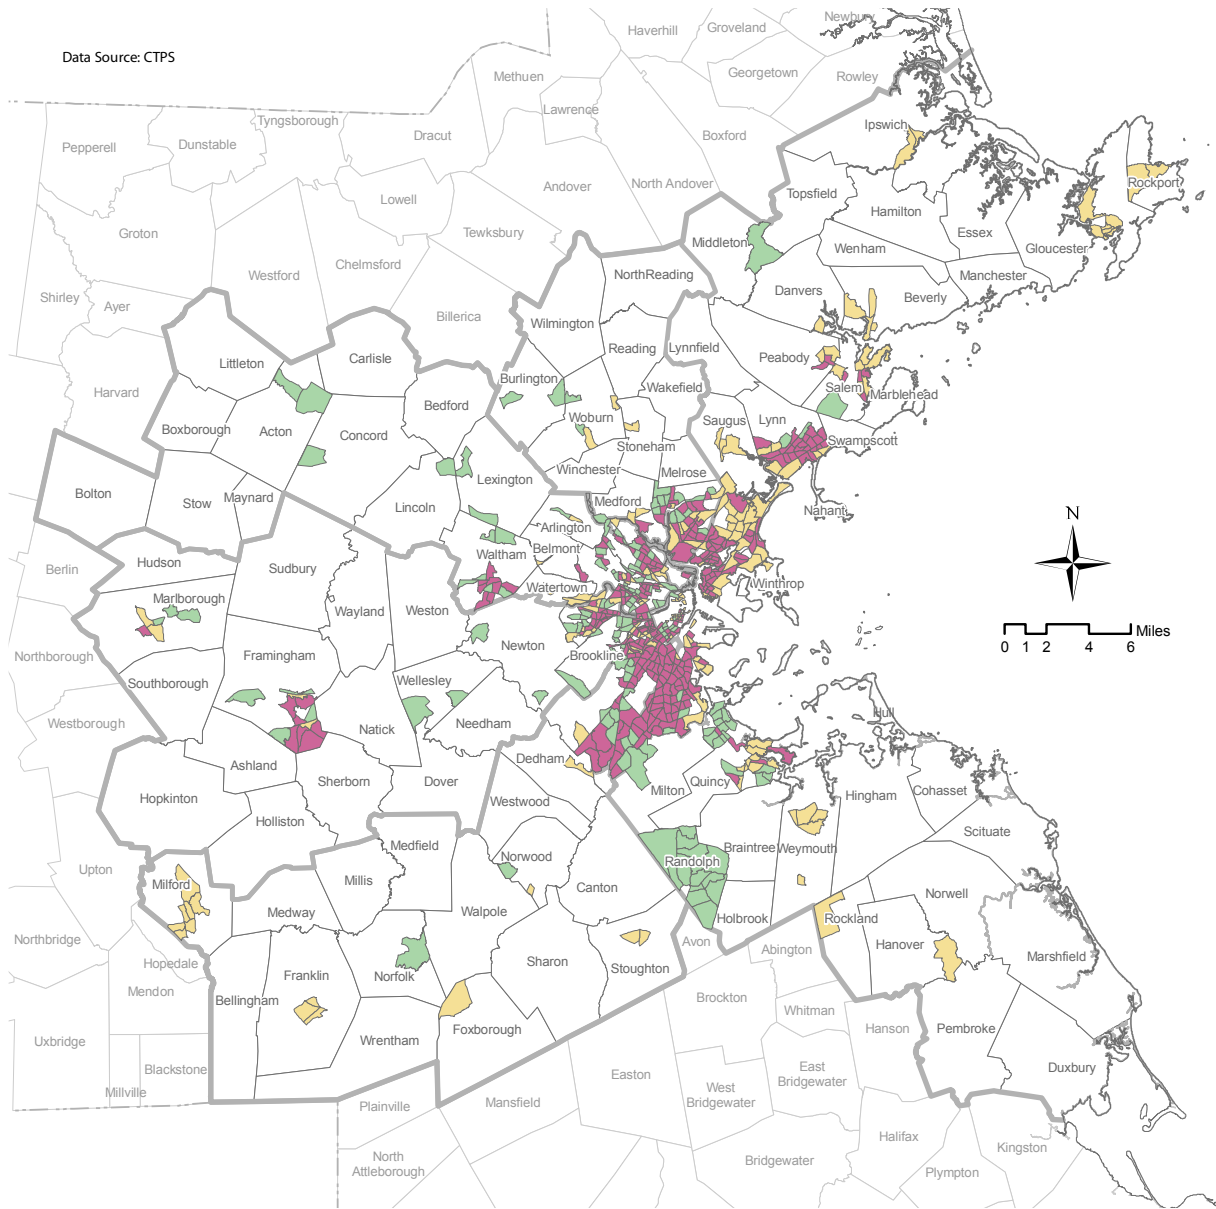 Data Source: CTPS
Newbury
Haverhill
Groveland
Methuen
Georgetown
Rowley
Lawrence
Tyngsborough
Dracut
Boxford
Ipswich
Pepperell
Dunstable
Andover
North Andover
Rockport
Lowell
Topsfield
Hamilton
Groton
Tewksbury
Middleton
Essex
Wenham
Gloucester
Westford
Chelmsford
NorthReading
Manchester
Shirley
Ayer
Danvers
Beverly
Billerica
Wilmington
Reading
Lynnfield
Littleton
Carlisle
Peabody
Burlington
Wakefield
Salem
Marblehead
Harvard
Bedford
Woburn
Saugus
Lynn
Boxborough
Acton
Concord
Stoneham
Swampscott
Winchester
Melrose
Bolton
Stow
Maynard
Lexington
Lincoln
Medford
Nahant
N
Arlington
Belmont
Hudson
Waltham
Berlin
Sudbury
Watertown
Winthrop
Marlborough
Wayland
Weston
Miles
0 1 2 4 6
Newton
Northborough
Framingham
Brookline
Southborough
Wellesley
Westborough
Natick
Needham
Hull
Dedham
Ashland
Sherborn
Dover
Quincy
Milton
Hingham
Cohasset
Hopkinton
Westwood
Holliston
Scituate
Medfield
Braintree
Weymouth
Norwood
Randolph
Upton
Milford
Millis
Canton
Norwell
Medway
Walpole
Holbrook
Rockland
Northbridge
Avon
Abington
Hanover
Hopedale
Sharon
Stoughton
Marshfield
Franklin
Norfolk
Mendon
Bellingham
Brockton
Whitman
Foxborough
Hanson
Pembroke
Uxbridge
Wrentham
Blackstone
Easton
East
Bridgewater
Duxbury
Millville
West
Bridgewater
Plainville
Mansfield
Halifax
Kingston
North
Attleborough
Bridgewater
Plympton